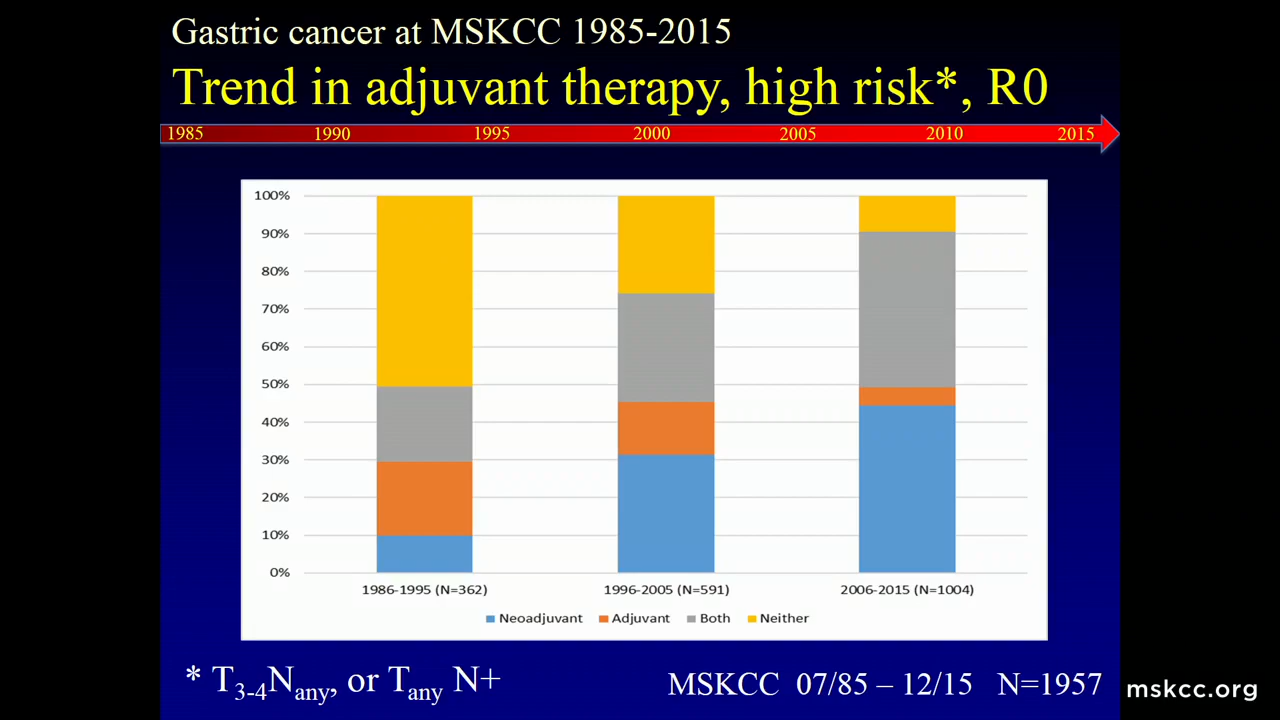 Gastric cancer at MSKCC 1985-2015
Trend in adjuvant therapy, high risk*, R0
1985 1990 1995 2000 2005 2010 2015
100%
90%
80%
70%
60%
50%
40%
30%
20%
10%
0%
1986-1995 (N=362) 1996-2005 (N=591) 2006-2015 (N=1004)
Neoadjuvant Adjuvant Both Neither
* T3-4Nany, or Tany N+
MSKCC 07/85 – 12/15 N=1957
mskcc.org